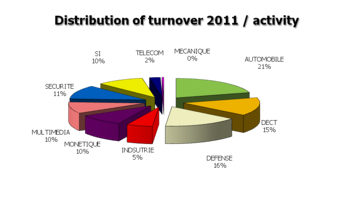 Distribution of turnover 2011 / activity
SI
10%
TELECOM
2%
MECANIQUE
0%
AUTOMOBILE
21%
SECURITE
11%
DECT
15%
MULTIMEDIA
10%
MONETIQUE
10%
INDSUTRIE
5%
DEFENSE
16%